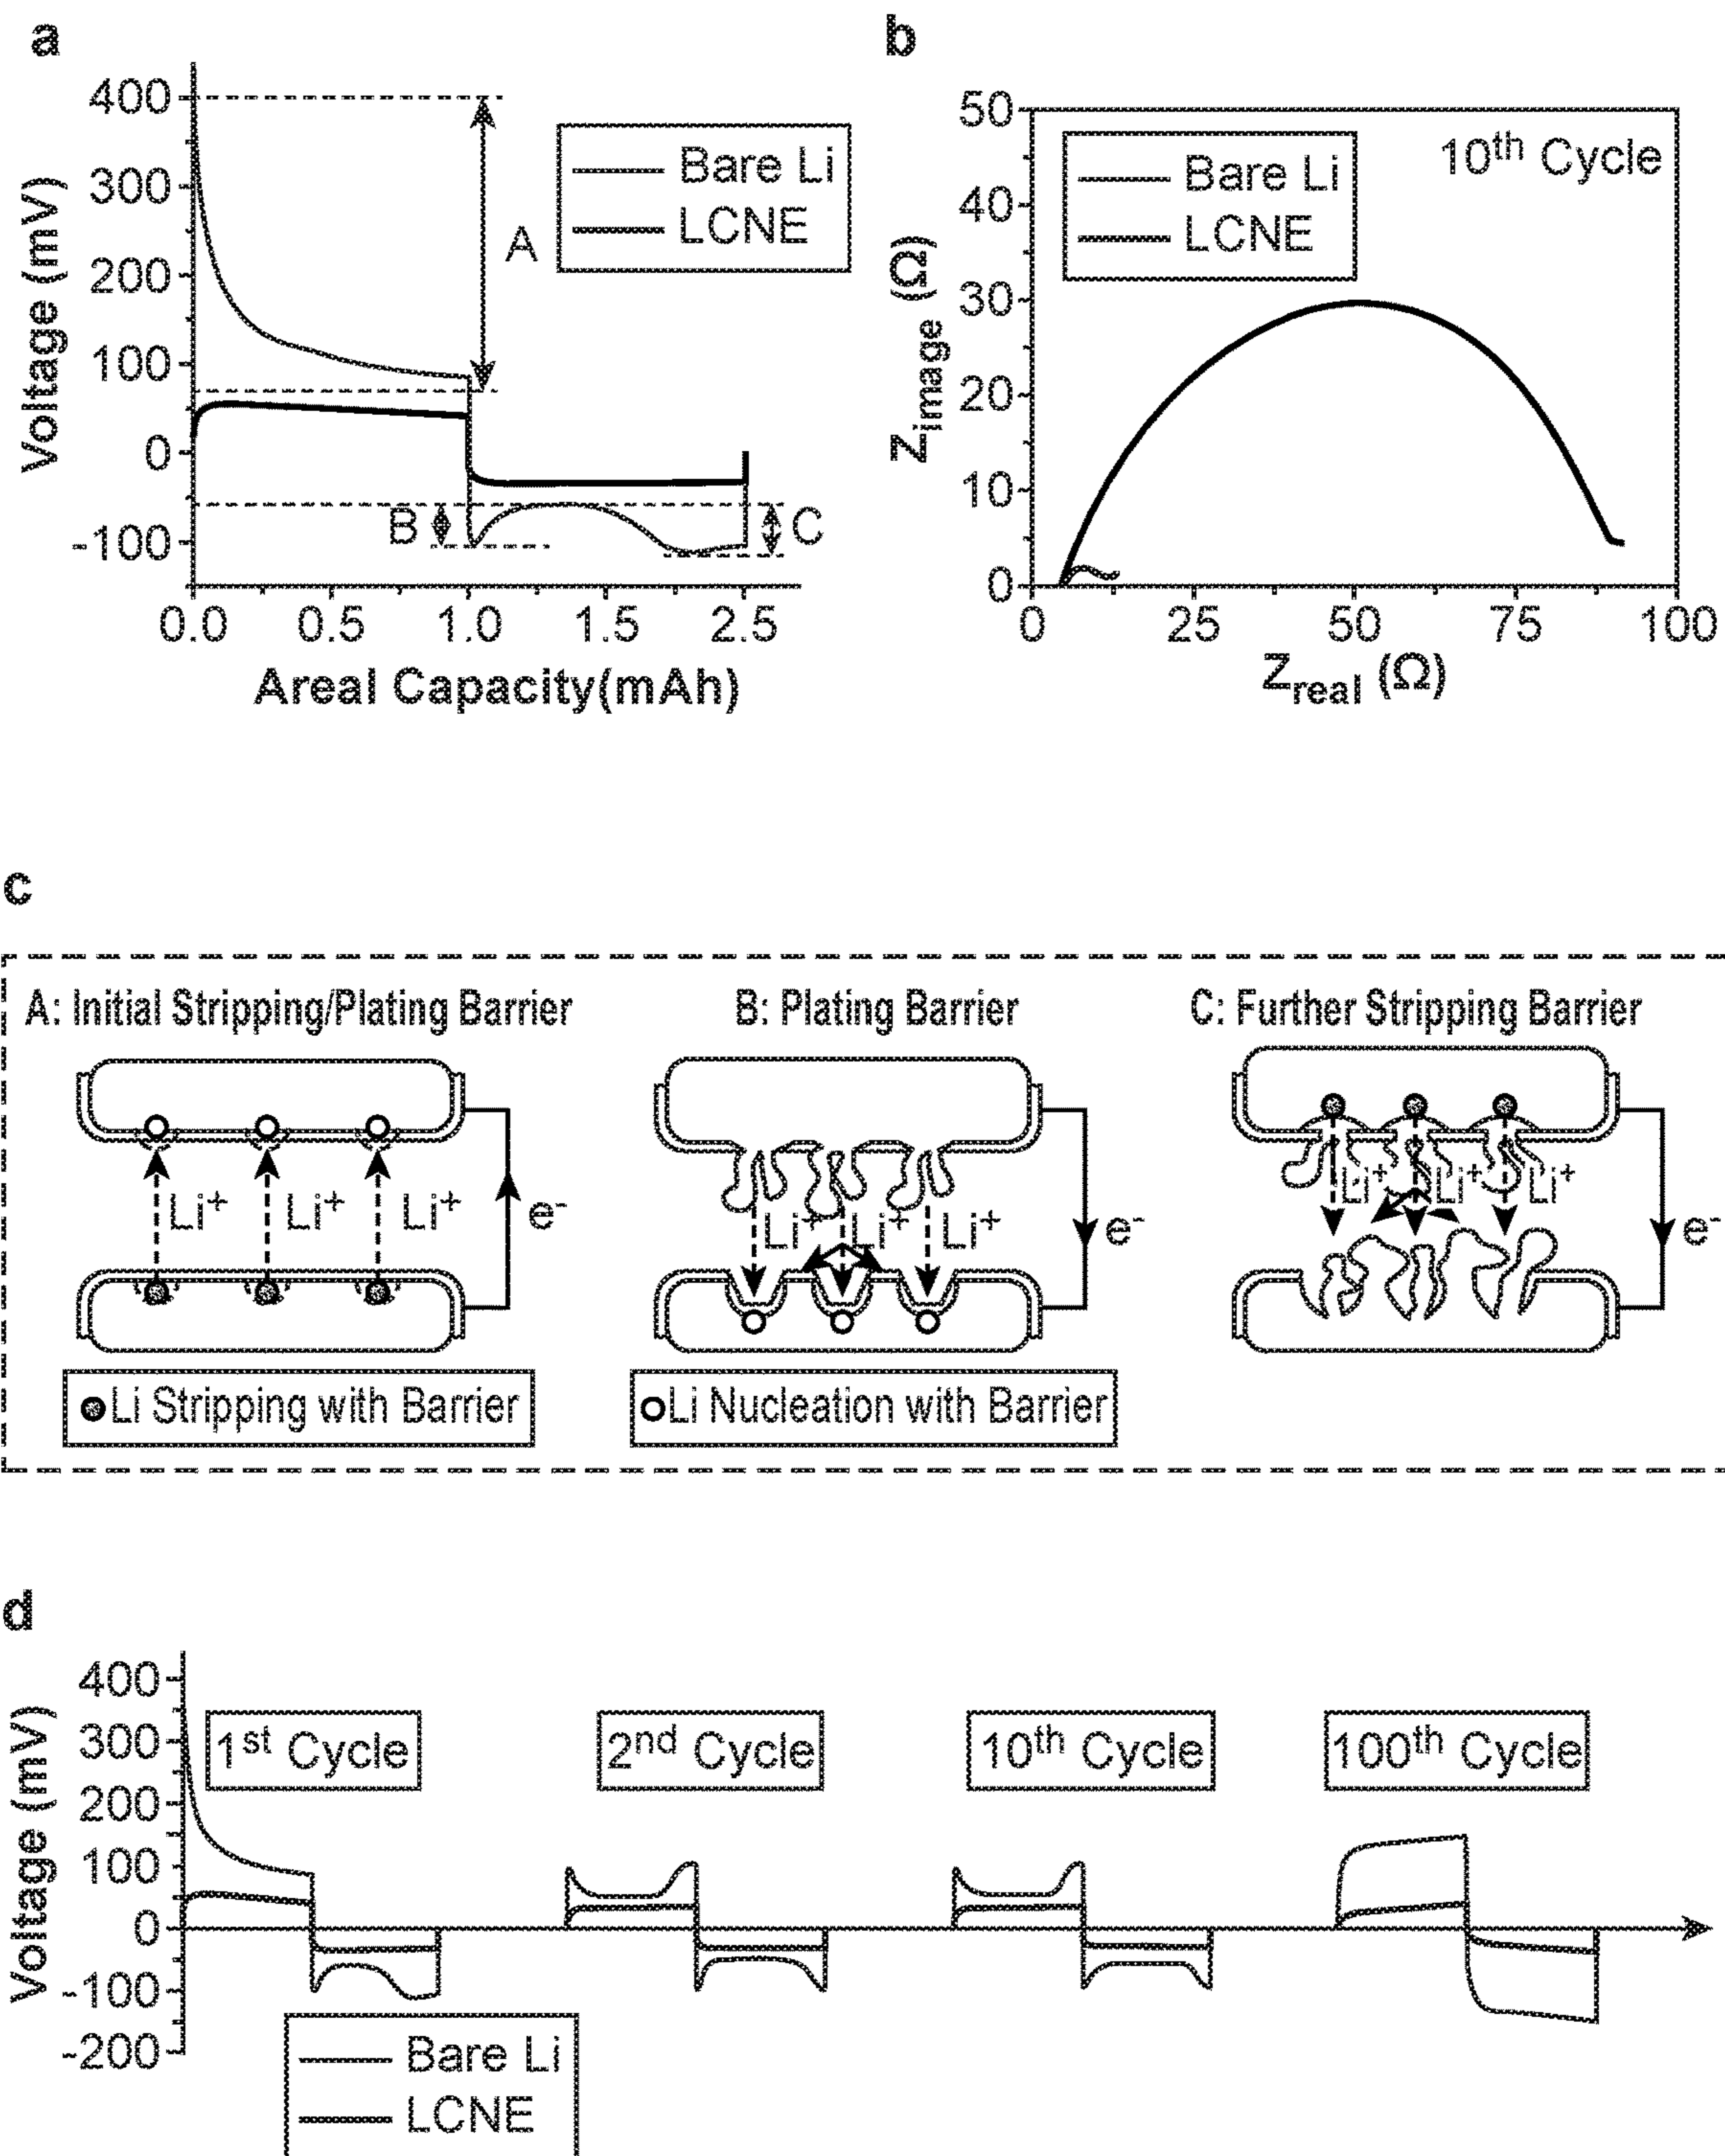 a
400
300
200
100
0
-100
Voltage (mV)
A
B
C
Bare Li
LCNE
0.0 0.5 1.0 1.5 2.5
Areal Capacity(mAh)
b
50
40
30
20
10
0
Zimage (Ω)
Bare Li
LCNE
10th Cycle
0 25 50 75 100
Zreal (Ω)
c
A: Initial Stripping/Plating Barrier
Li+ Li+ Li+ e-
Li Stripping with Barrier
B: Plating Barrier
Li+ Li+ Li+ e-
Li Nucleation with Barrier
C: Further Stripping Barrier
Li+ Li+ Li+ e-
d
400
300
200
100
0
-100
-200
Voltage (mV)
1st Cycle
2nd Cycle
10th Cycle
100th Cycle
Bare Li
LCNE